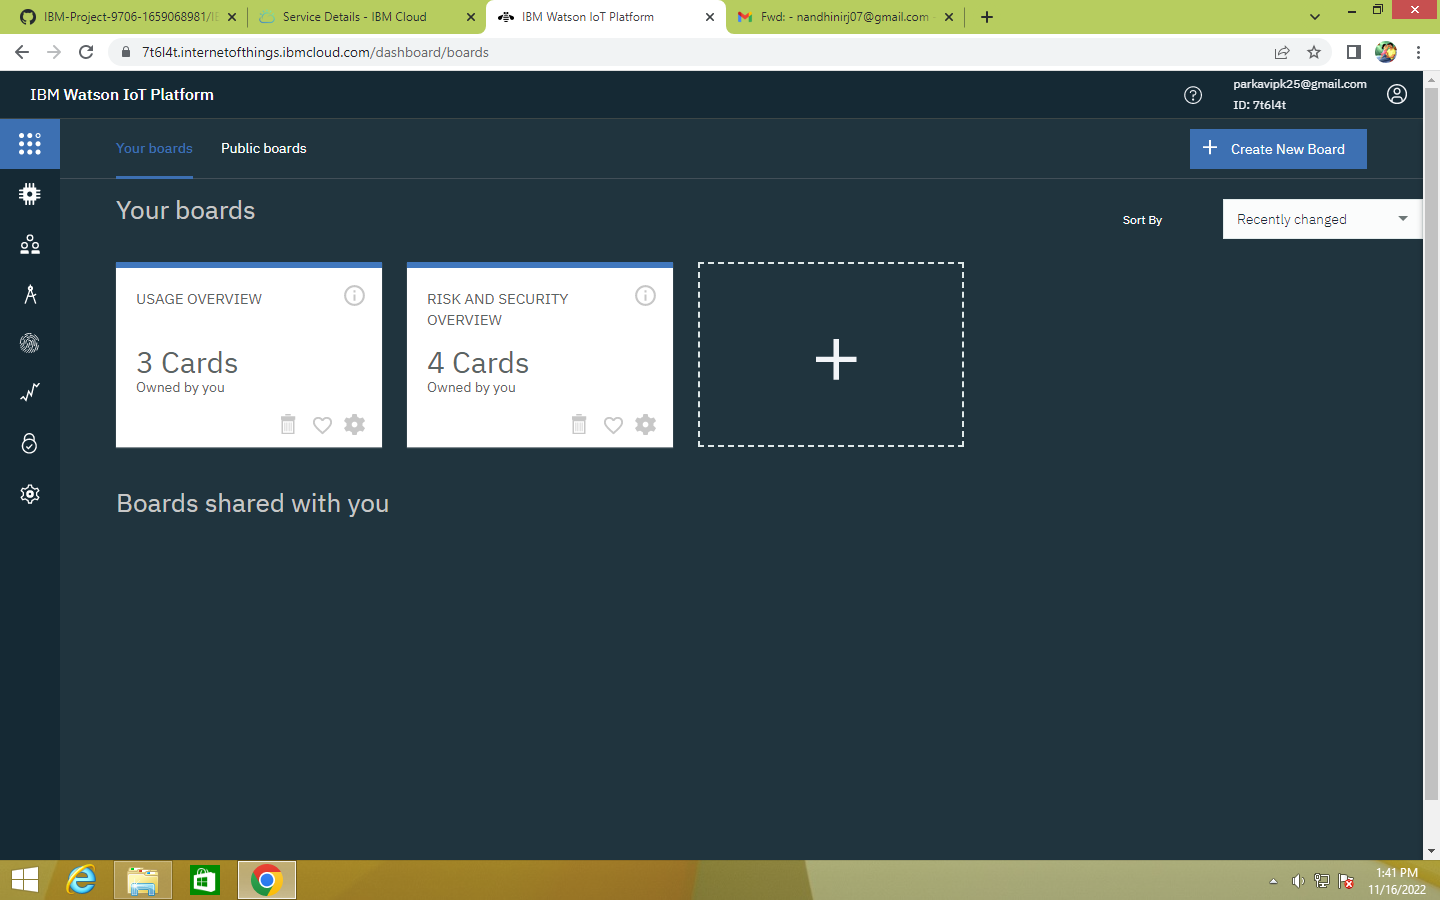 IBM-Project-9706-1659068981/IE
Service Details - IBM Cloud
IBM Watson IoT Platform
Fwd: - nandhinirj07@gmail.com
7t6l4t.internetofthings.ibmcloud.com/dashboard/boards
IBM Watson IoT Platform
parkavipk25@gmail.com
ID: 7t6l4t
Your boards
Public boards
Create New Board
Your boards
Sort By
Recently changed
USAGE OVERVIEW
3 Cards
Owned by you
RISK AND SECURITY
OVERVIEW
4 Cards
Owned by you
Boards shared with you
1:41 PM
11/16/2022